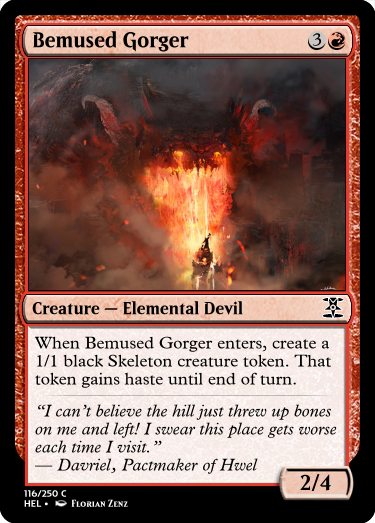 Bemused Gorger
3
Creature — Elemental Devil
When Bemused Gorger enters, create a
1/1 black Skeleton creature token. That
token gains haste until end of turn.
“I can’t believe the hill just threw up bones
on me and left! I swear this place gets worse
each time I visit.”
— Davriel, Pactmaker of Hwel
2/4
116/250 C
HEL • Florian Zenz